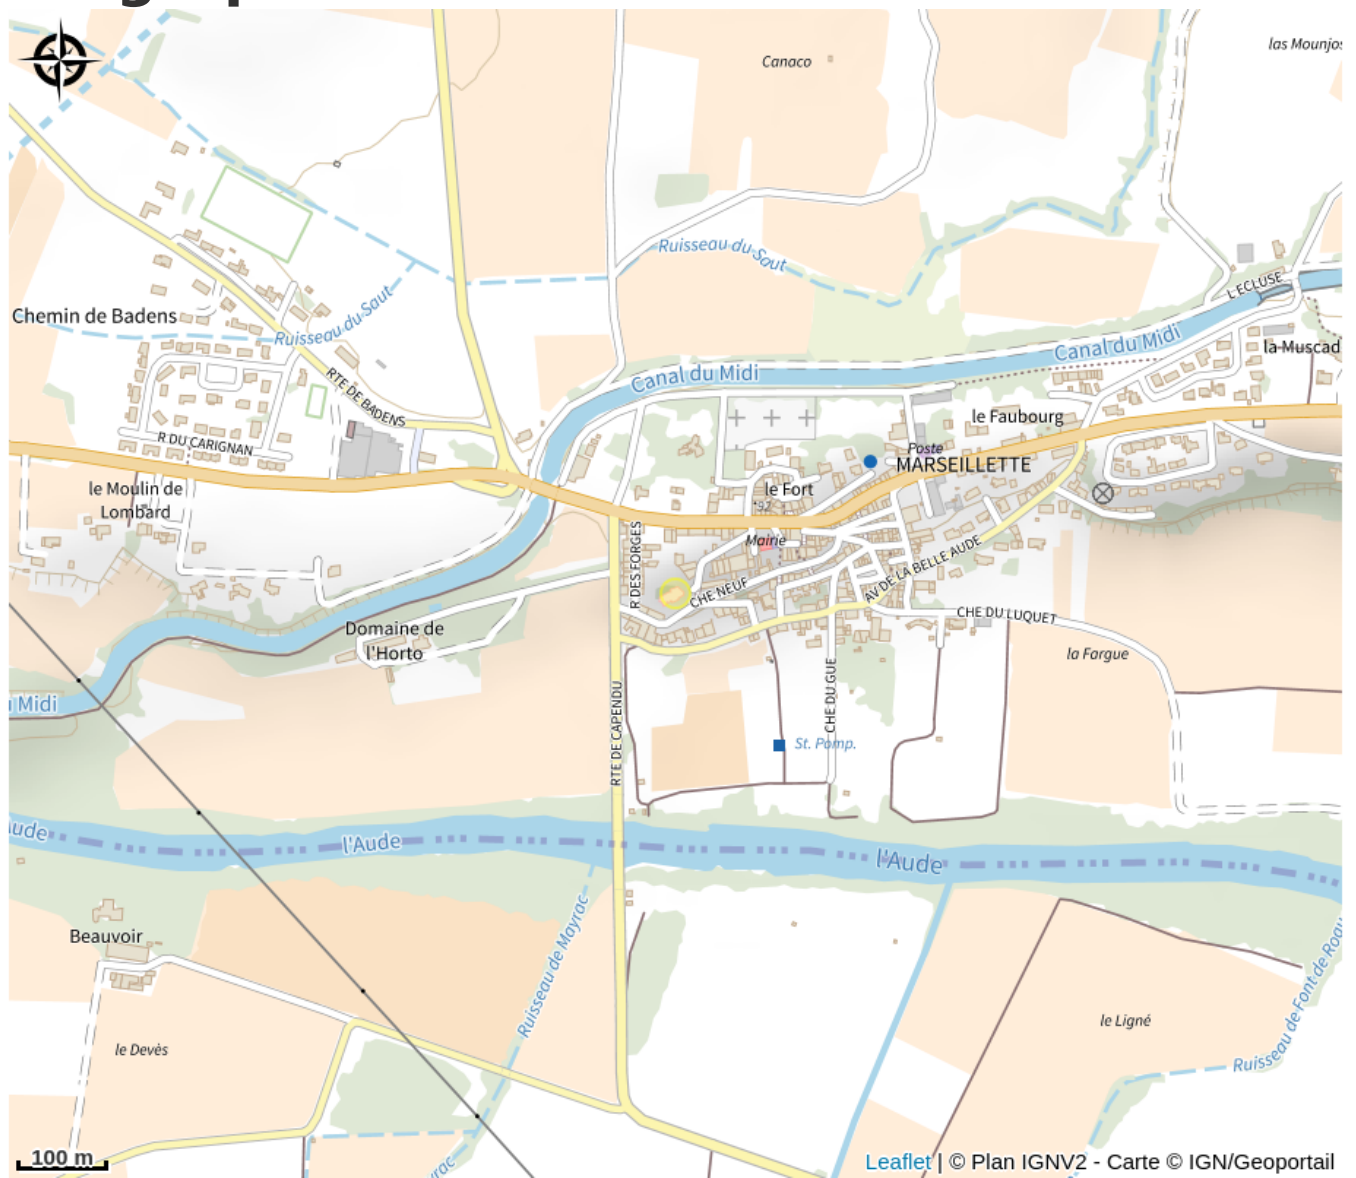 Canaco
las Mounjos
Ruisseau du Saut
L'ECLUSE
Chemin de Badens
Ruisseau du Saut
Canal du Midi
la Muscad
Canal du Midi
RTE DE BADENS
le Faubourg
R DU CARIGNAN
Poste
MARSEILLETTE
le Moulin de
Lombard
le Fort
92
Mairie
R DES FORGES
AV DE LA BELLE AUDE
CHE NEUF
CHE DU LUQUET
Domaine de
l'Horto
la Fargue
CHE DU GUE
RTE DE CAPENDU
u Midi
St. Pomp.
Aude
l'Aude
l'Aude
Ruisseau de Mayrac
Beauvoir
Ruisseau de Font de Roqu
le Ligné
le Devès
100 m
yrac
Leaflet | © Plan IGNV2 - Carte © IGN/Geoportail